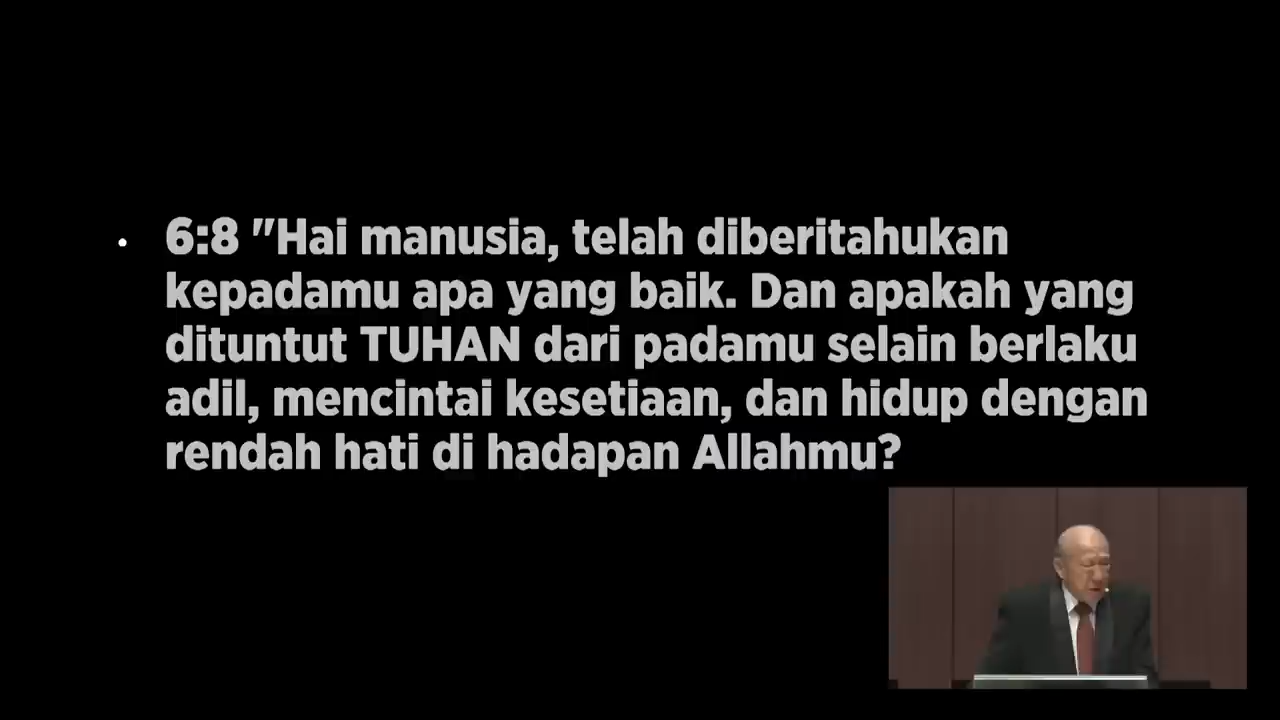 • 6:8 "Hai manusia, telah diberitahukan
kepadamu apa yang baik. Dan apakah yang
dituntut TUHAN dari padamu selain berlaku
adil, mencintai kesetiaan, dan hidup dengan
rendah hati di hadapan Allahmu?